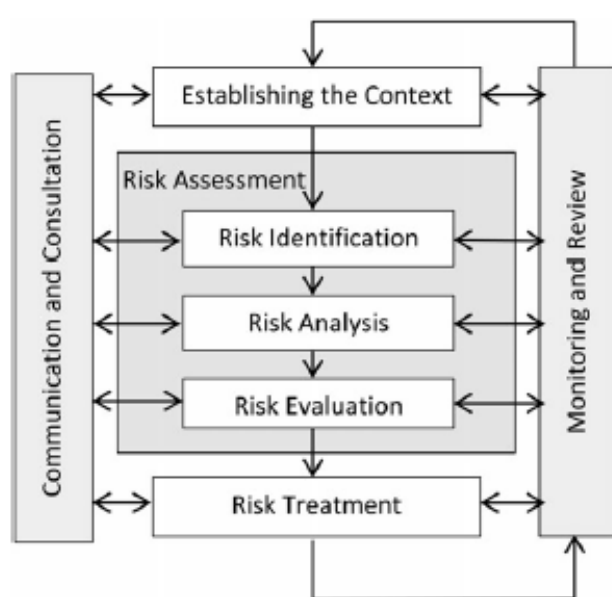 Establishing the Context
Risk Assessment
Risk Identification
Risk Analysis
Risk Evaluation
Risk Treatment
Communication and Consultation
Monitoring and Review